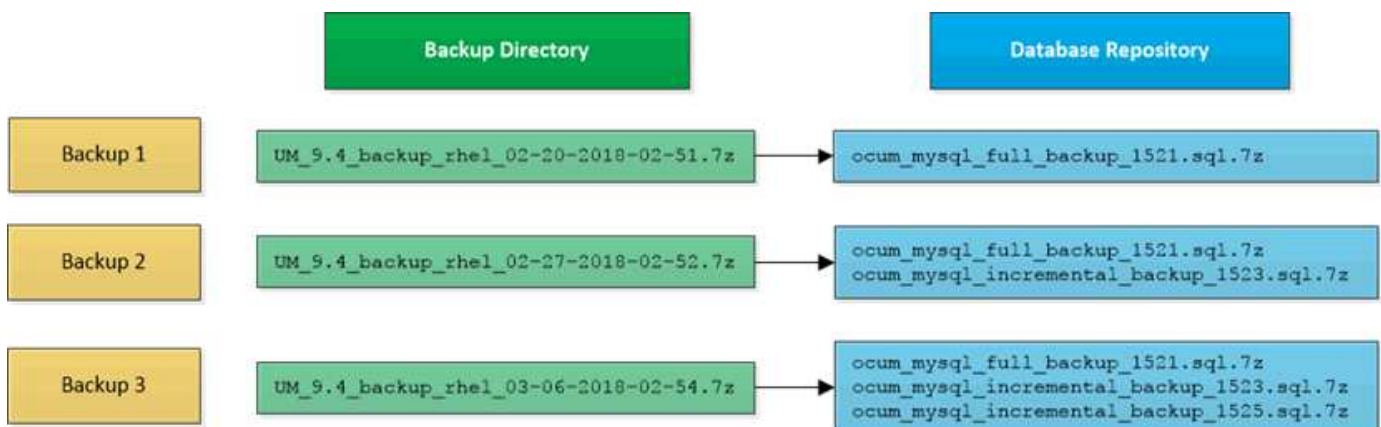 Backup Directory
Database Repository
Backup 1
UM_9.4_backup_rhel_02-20-2018-02-51.7z
ocum_mysql_full_backup_1521.sql.7z
Backup 2
UM_9.4_backup_rhel_02-27-2018-02-52.7z
ocum_mysql_full_backup_1521.sql.7z
ocum_mysql_incremental_backup_1523.sql.7z
Backup 3
UM_9.4_backup_rhel_03-06-2018-02-54.7z
ocum_mysql_full_backup_1521.sql.7z
ocum_mysql_incremental_backup_1523.sql.7z
ocum_mysql_incremental_backup_1525.sql.7z